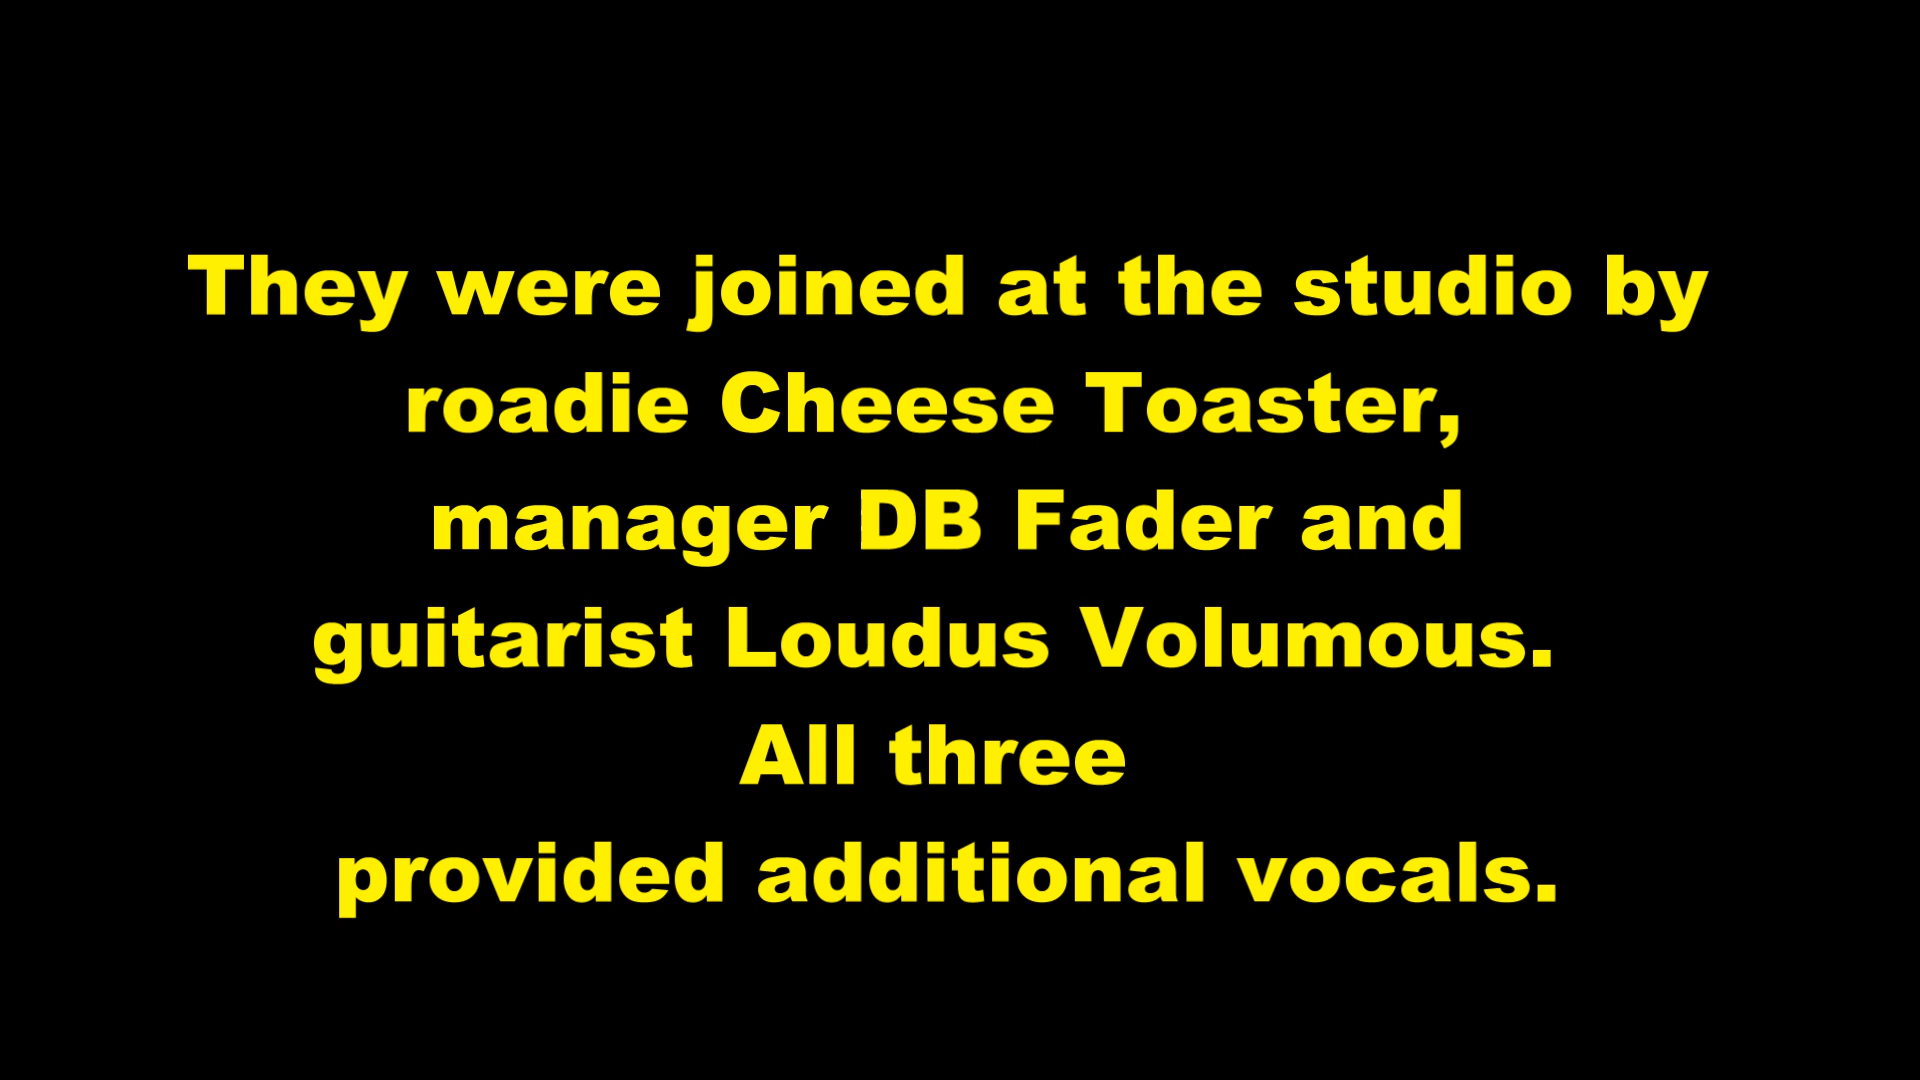 They were joined at the studio by
roadie Cheese Toaster,
manager DB Fader and
guitarist Loudus Volumous.
All three
provided additional vocals.